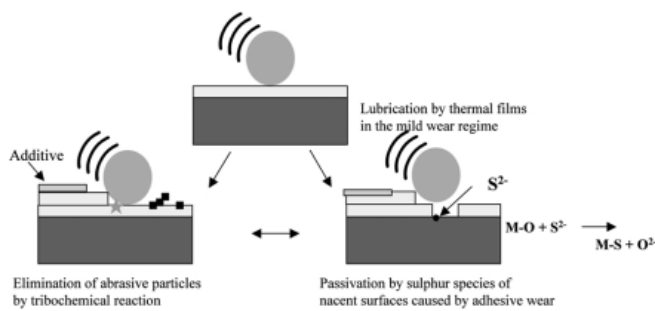 Lubrication by thermal films
in the mild wear regime
Additive
S²⁻
M-O + S²⁻
M-S + O²⁻
Elimination of abrasive particles
by tribochemical reaction
Passivation by sulphur species of
nacent surfaces caused by adhesive wear